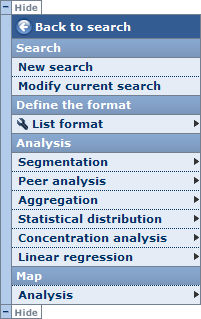 Hide
Back to search
Search
New search
Modify current search
Define the format
List format
Analysis
Segmentation
Peer analysis
Aggregation
Statistical distribution
Concentration analysis
Linear regression
Map
Analysis
Hide